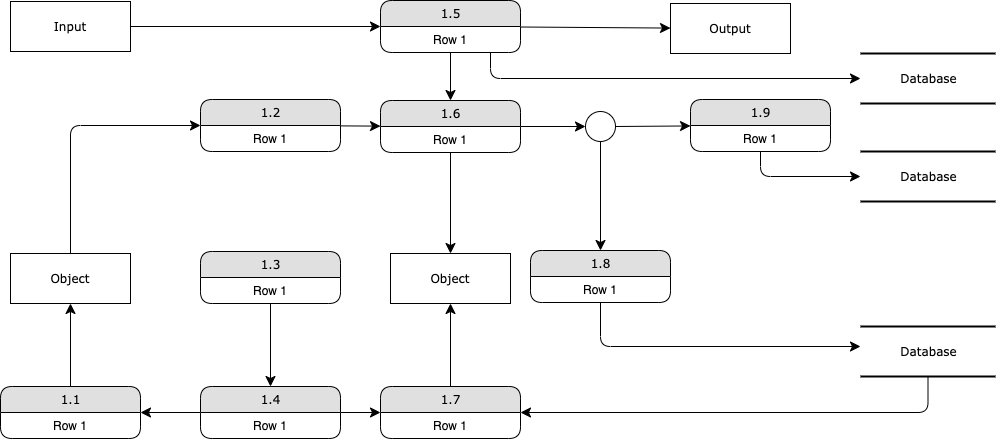 Input
1.5
Row 1
Output
Database
1.2
Row 1
1.6
Row 1
1.9
Row 1
Database
Object
1.3
Row 1
Object
1.8
Row 1
Database
1.1
Row 1
1.4
Row 1
1.7
Row 1